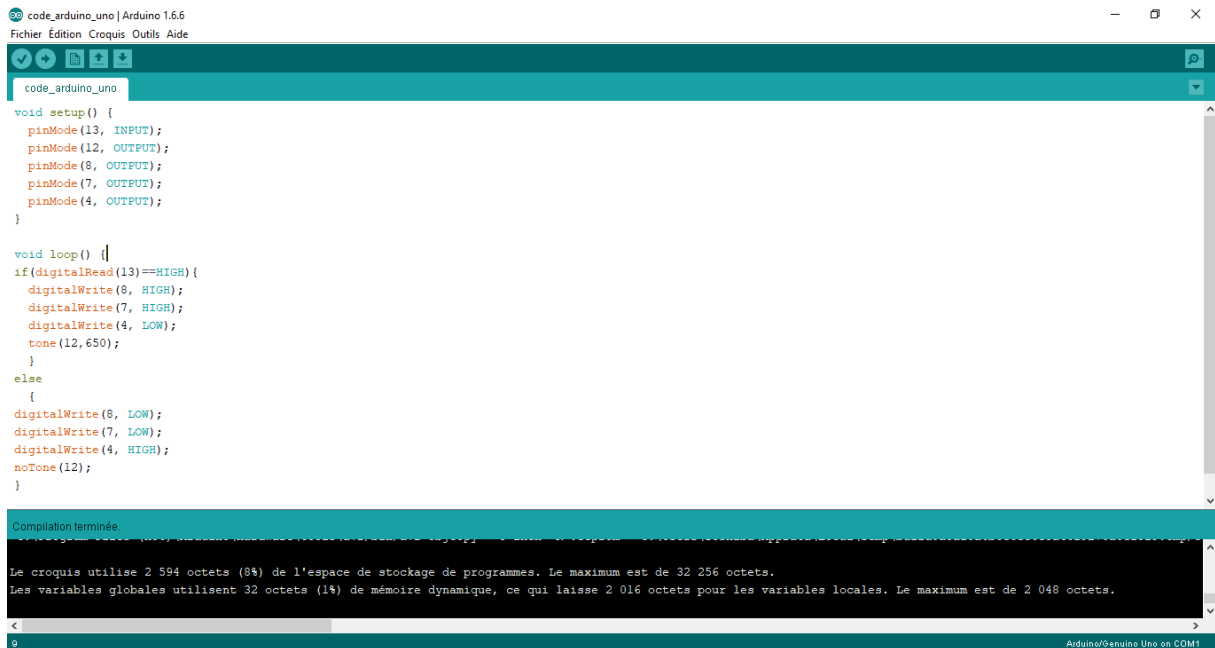 code_arduino_uno | Arduino 1.6.6
Fichier Édition Croquis Outils Aide
code_arduino_uno
void setup() {
  pinMode(13, INPUT);
  pinMode(12, OUTPUT);
  pinMode(8, OUTPUT);
  pinMode(7, OUTPUT);
  pinMode(4, OUTPUT);
}
void loop() {
if(digitalRead(13)==HIGH){
  digitalWrite(8, HIGH);
  digitalWrite(7, HIGH);
  digitalWrite(4, LOW);
  tone(12,650);
  }
else
  {
digitalWrite(8, LOW);
digitalWrite(7, LOW);
digitalWrite(4, HIGH);
noTone(12);
}
Compilation terminée.
Le croquis utilise 2 594 octets (8%) de l'espace de stockage de programmes. Le maximum est de 32 256 octets.
Les variables globales utilisent 32 octets (1%) de mémoire dynamique, ce qui laisse 2 016 octets pour les variables locales. Le maximum est de 2 048 octets.
9
Arduino/Genuino Uno on COM1